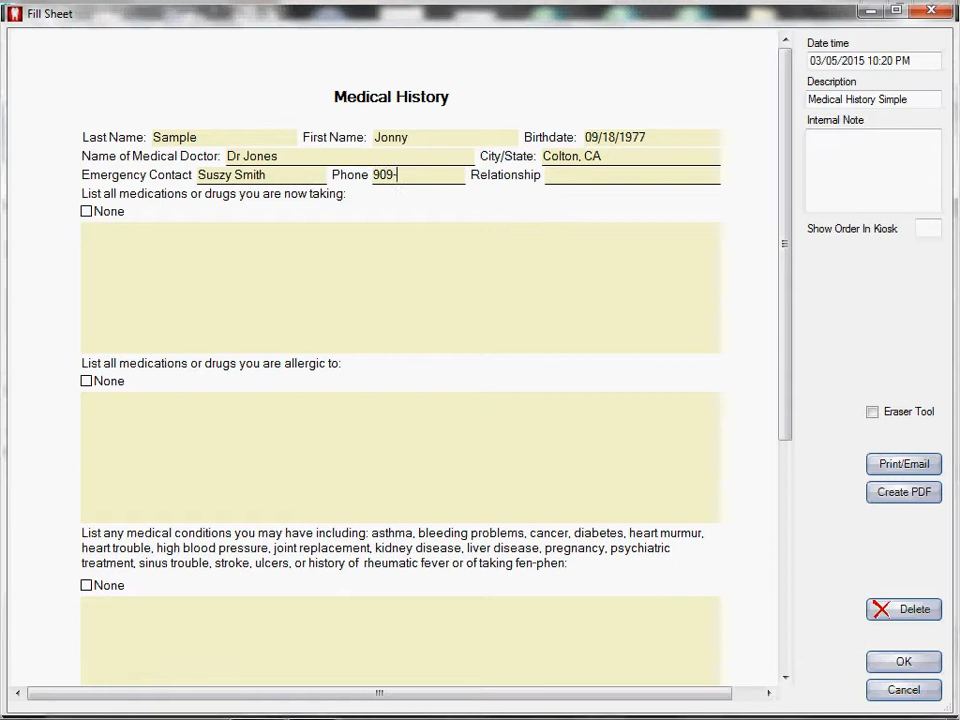 Fill Sheet
Medical History
Last Name: Sample First Name: Jonny Birthdate: 09/18/1977
Name of Medical Doctor: Dr Jones City/State: Colton, CA
Emergency Contact Suszy Smith Phone 909- Relationship
List all medications or drugs you are now taking:
None
List all medications or drugs you are allergic to:
None
List any medical conditions you may have including: asthma, bleeding problems, cancer, diabetes, heart murmur,
heart trouble, high blood pressure, joint replacement, kidney disease, liver disease, pregnancy, psychiatric
treatment, sinus trouble, stroke, ulcers, or history of rheumatic fever or of taking fen-phen:
None
Date time
03/05/2015 10:20 PM
Description
Medical History Simple
Internal Note
Show Order In Kiosk
Eraser Tool
Print/Email
Create PDF
Delete
OK
Cancel